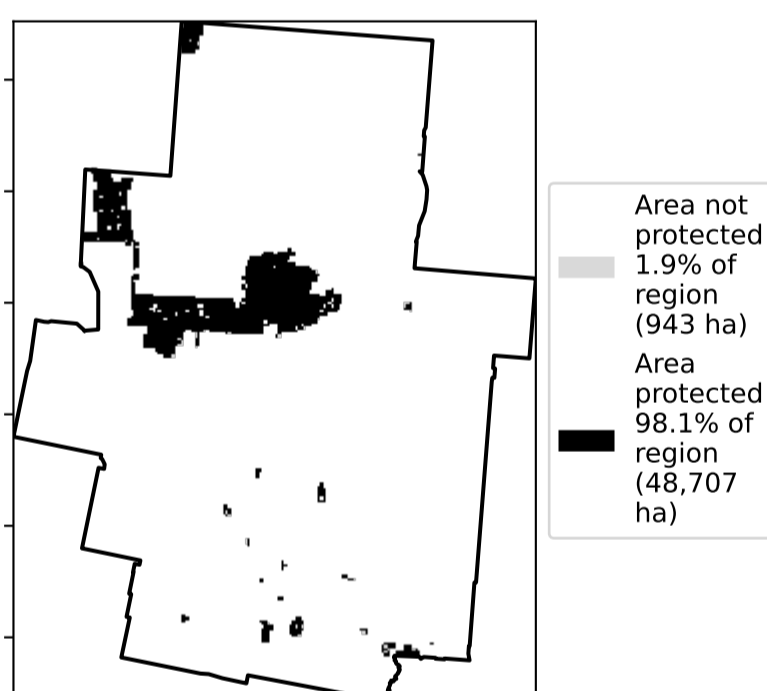 Area not
protected
1.9% of
region
(943 ha)
Area
protected
98.1% of
region
(48,707
ha)